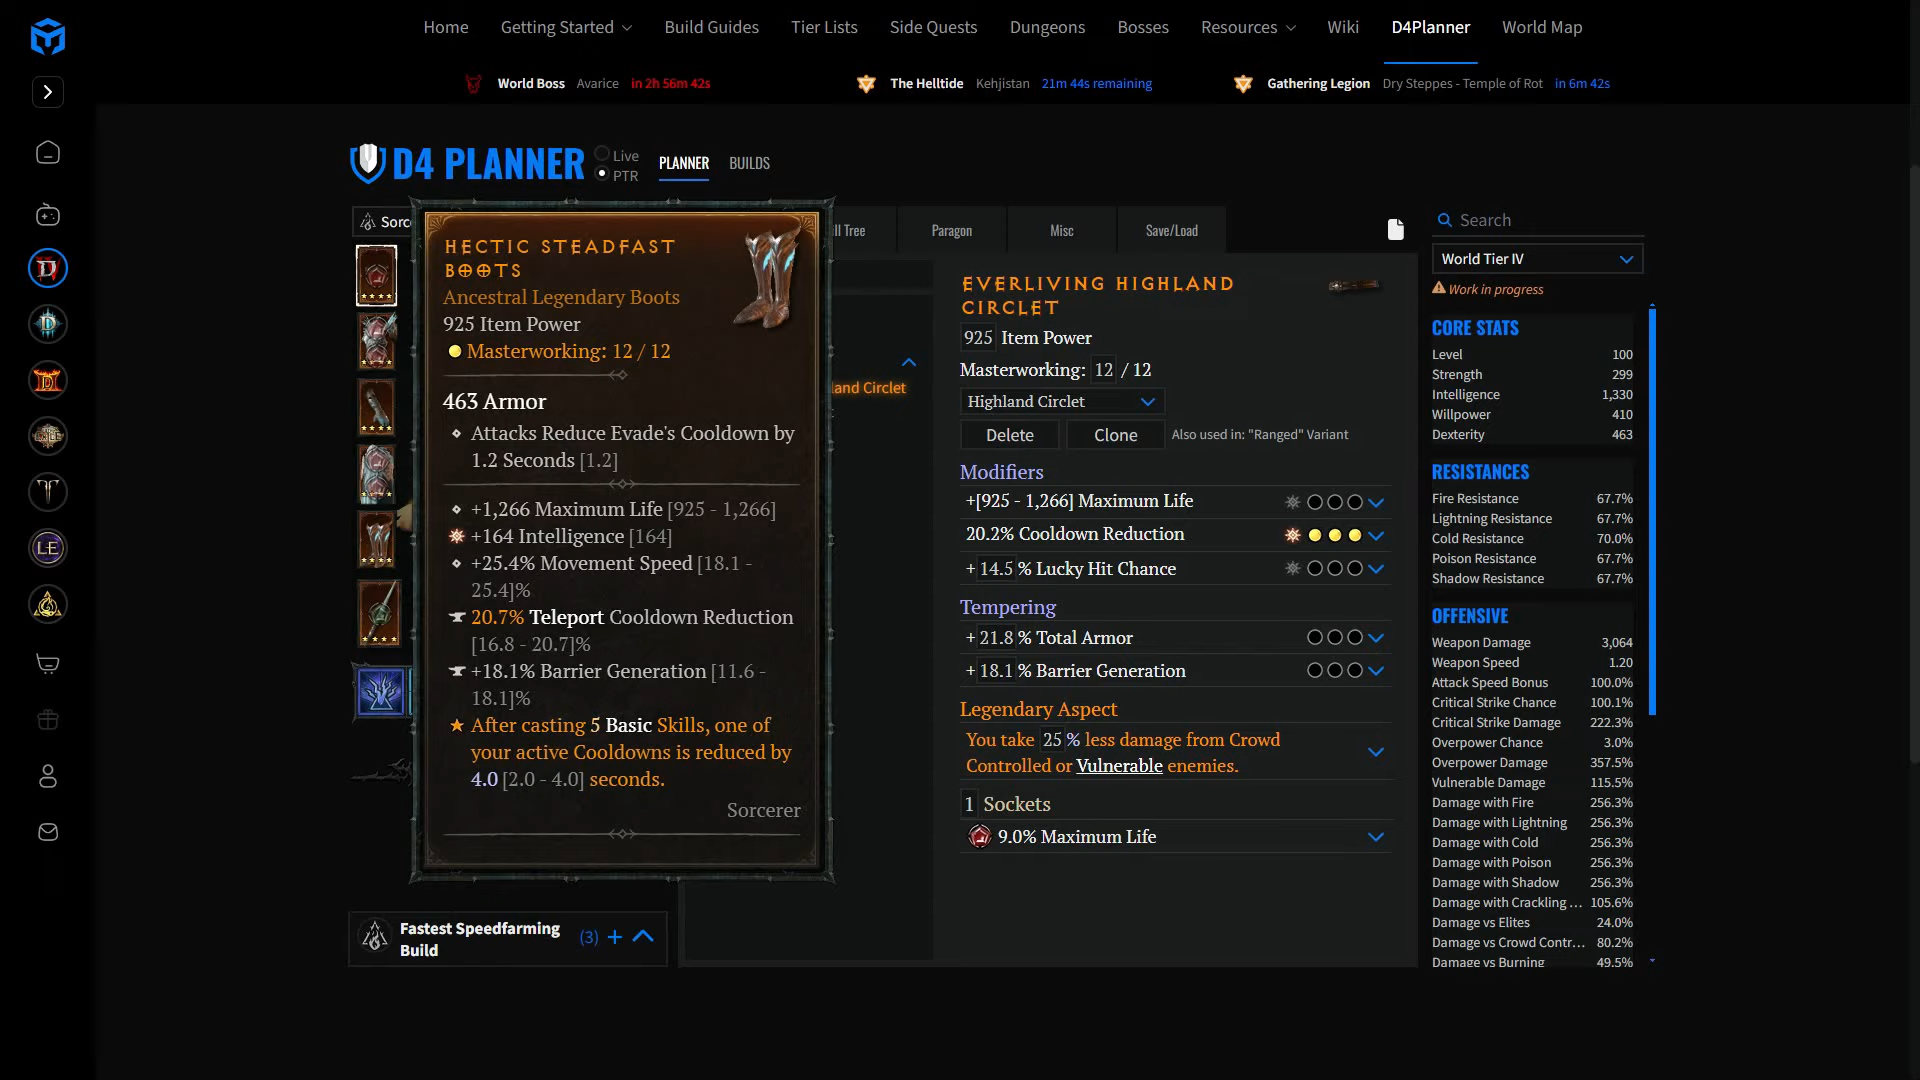 Home
Getting Started
Build Guides
Tier Lists
Side Quests
Dungeons
Bosses
Resources
Wiki
D4Planner
World Map
World Boss Avarice in 2h 56m 42s
The Helltide Kehjistan 21m 44s remaining
Gathering Legion Dry Steppes - Temple of Rot in 6m 42s
D4 PLANNER
Live
PTR
PLANNER
BUILDS
Sorc
ll Tree
Paragon
Misc
Save/Load
HECTIC STEADFAST
BOOTS
Ancestral Legendary Boots
925 Item Power
Masterworking: 12 / 12
463 Armor
Attacks Reduce Evade's Cooldown by
1.2 Seconds [1.2]
+1,266 Maximum Life [925 - 1,266]
+164 Intelligence [164]
+25.4% Movement Speed [18.1 -
25.4]%
20.7% Teleport Cooldown Reduction
[16.8 - 20.7]%
+18.1% Barrier Generation [11.6 -
18.1]%
After casting 5 Basic Skills, one of
your active Cooldowns is reduced by
4.0 [2.0 - 4.0] seconds.
Sorcerer
land Circlet
Fastest Speedfarming
Build
(3)
EVERLIVING HIGHLAND
CIRCLET
925 Item Power
Masterworking: 12 / 12
Highland Circlet
Delete
Clone
Also used in: "Ranged" Variant
Modifiers
+[925 - 1,266] Maximum Life
20.2% Cooldown Reduction
+ 14.5 % Lucky Hit Chance
Tempering
+ 21.8 % Total Armor
+ 18.1 % Barrier Generation
Legendary Aspect
You take 25 % less damage from Crowd
Controlled or Vulnerable enemies.
1 Sockets
9.0% Maximum Life
Search
World Tier IV
Work in progress
CORE STATS
Level 100
Strength 299
Intelligence 1,330
Willpower 410
Dexterity 463
RESISTANCES
Fire Resistance 67.7%
Lightning Resistance 67.7%
Cold Resistance 70.0%
Poison Resistance 67.7%
Shadow Resistance 67.7%
OFFENSIVE
Weapon Damage 3,064
Weapon Speed 1.20
Attack Speed Bonus 100.0%
Critical Strike Chance 100.1%
Critical Strike Damage 222.3%
Overpower Chance 3.0%
Overpower Damage 357.5%
Vulnerable Damage 115.5%
Damage with Fire 256.3%
Damage with Lightning 256.3%
Damage with Cold 256.3%
Damage with Poison 256.3%
Damage with Shadow 256.3%
Damage with Crackling ... 105.6%
Damage vs Elites 24.0%
Damage vs Crowd Contr... 80.2%
Damage vs Burning 49.5%